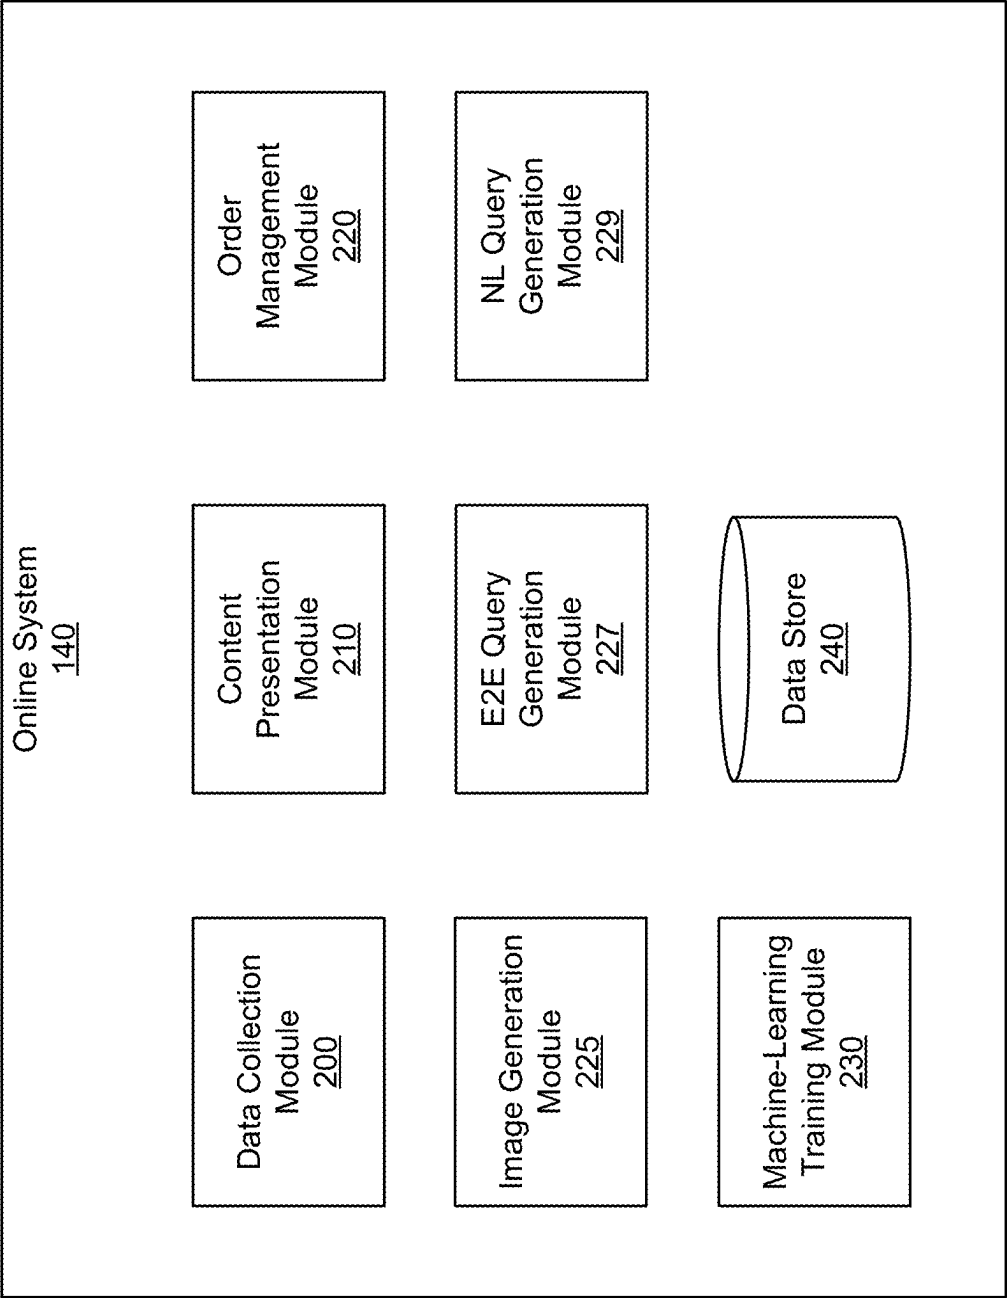 Online System
140
Data Collection
Module
200
Content
Presentation
Module
210
Order
Management
Module
220
Image Generation
Module
225
E2E Query
Generation
Module
227
NL Query
Generation
Module
229
Machine-Learning
Training Module
230
Data Store
240